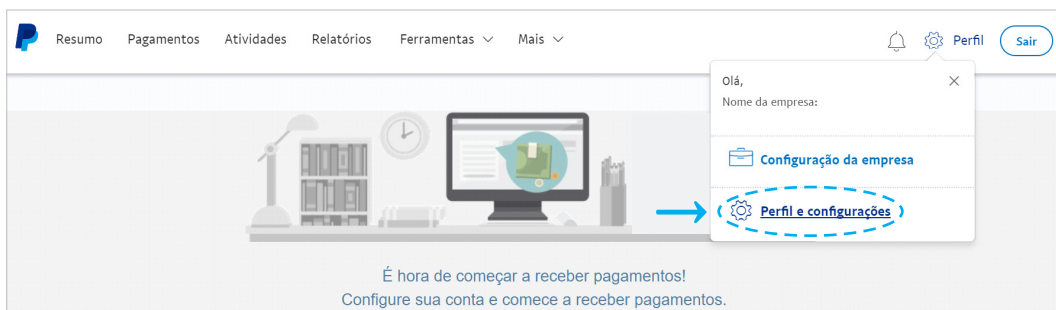 Resumo Pagamentos Atividades Relatórios Ferramentas Mais Perfil Sair
Olá,
Nome da empresa:
Configuração da empresa
Perfil e configurações
É hora de começar a receber pagamentos!
Configure sua conta e comece a receber pagamentos.